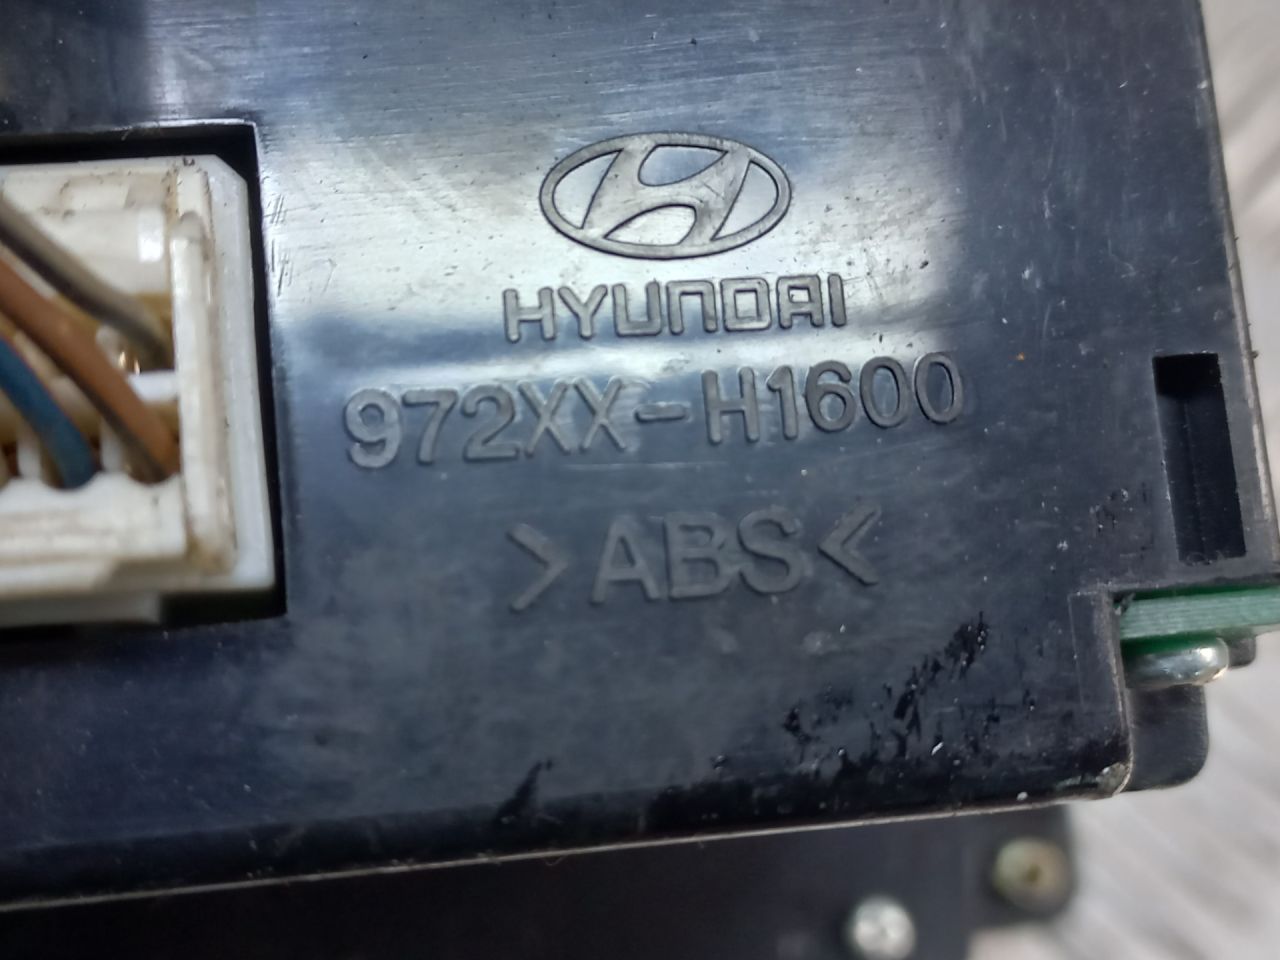 HYUNDAI
972XX-H1600
>ABS<